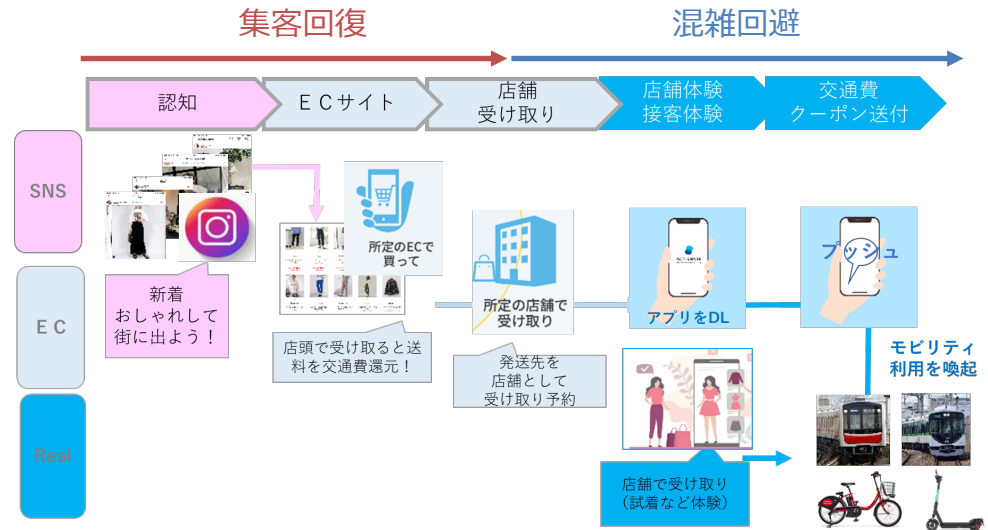 集客回復
混雑回避
認知
ECサイト
店舗
受け取り
店舗体験
接客体験
交通費
クーポン送付
SNS
所定のECで
買って
所定の店舗で
受け取り
アプリをDL
プッシュ
新着
おしゃれして
街に出よう！
EC
店頭で受け取ると送
料を交通費還元！
発送先を
店舗として
受け取り予約
モビリティ
利用を喚起
Real
店舗で受け取り
（試着など体験）